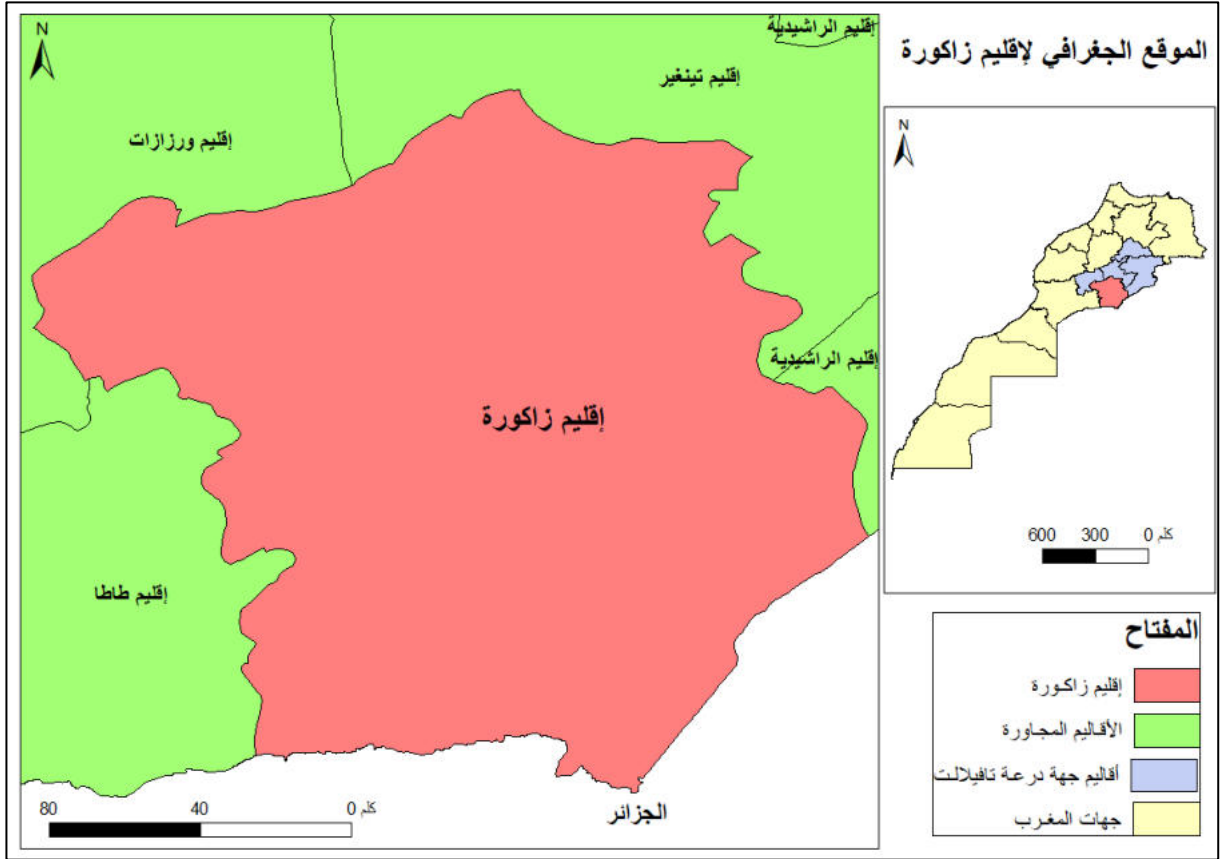 الموقع الجغرافي لإقليم زاكورة
N
إقليم الراشيدية
إقليم تينغير
إقليم ورزازات
إقليم الراشيدية
إقليم زاكورة
إقليم طاطا
الجزائر
80 40 0 كلم
N
600 300 0 كلم
المفتاح
إقليم زاكورة
الأقاليم المجاورة
أقاليم جهة درعة تافيلالت
جهات المغرب